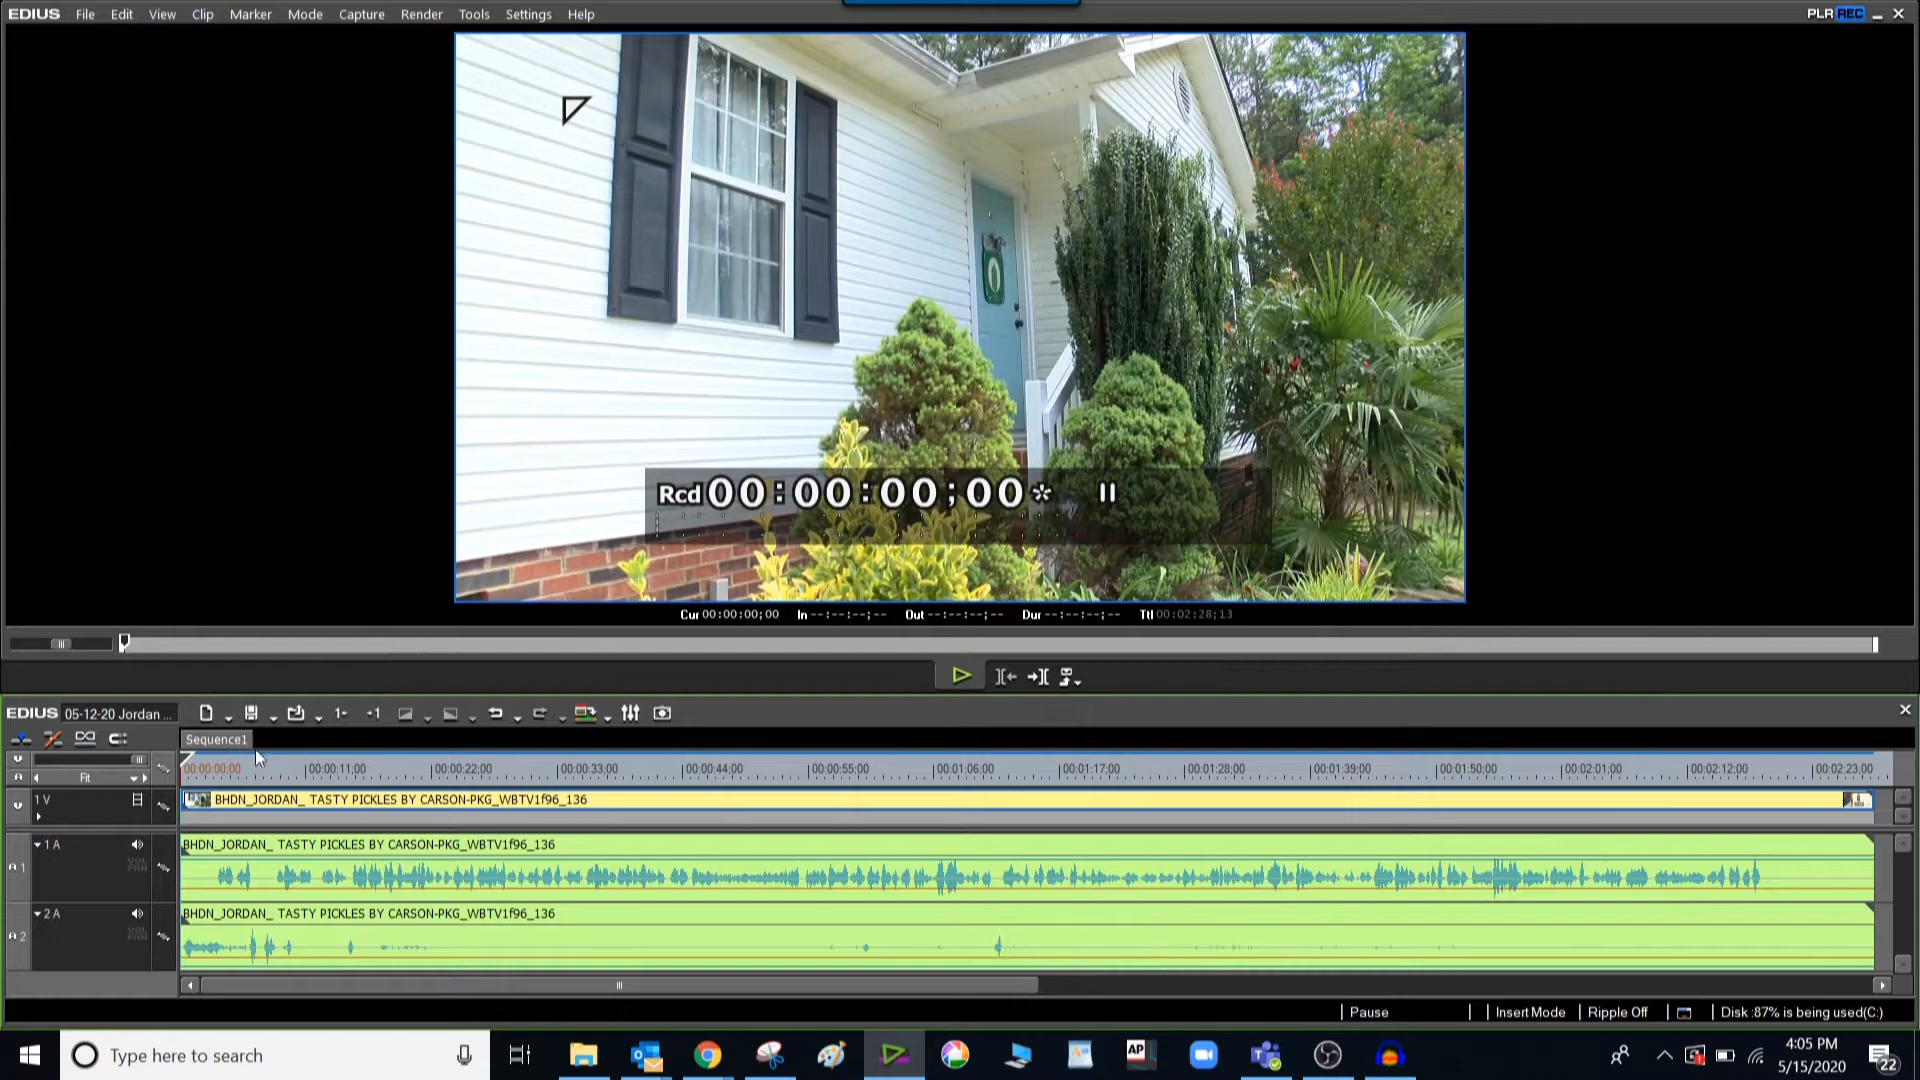 EDIUS File Edit View Clip Marker Mode Capture Render Tools Settings Help PLR REC
Rcd 00:00:00;00*
Cur 00:00:00;00 In --:--:--;-- Out --:--:--;-- Dur --:--:--;-- Ttl 00:02:28;13
EDIUS 05-12-20 Jordan ...
Sequence1
Fit 00:00:00;00 00:00:11;00 00:00:22;00 00:00:33;00 00:00:44;00 00:00:55;00 00:01:06;00 00:01:17;00 00:01:28;00 00:01:39;00 00:01:50;00 00:02:01;00 00:02:12;00 00:02:23;00
1 V BHDN_JORDAN_ TASTY PICKLES BY CARSON-PKG_WBTV1f96_136
1 A BHDN_JORDAN_ TASTY PICKLES BY CARSON-PKG_WBTV1f96_136
VOL
PAN
A 1
2 A BHDN_JORDAN_ TASTY PICKLES BY CARSON-PKG_WBTV1f96_136
VOL
PAN
A 2
Pause Insert Mode Ripple Off Disk :87% is being used(C:)
Type here to search
AP
4:05 PM
5/15/2020
22